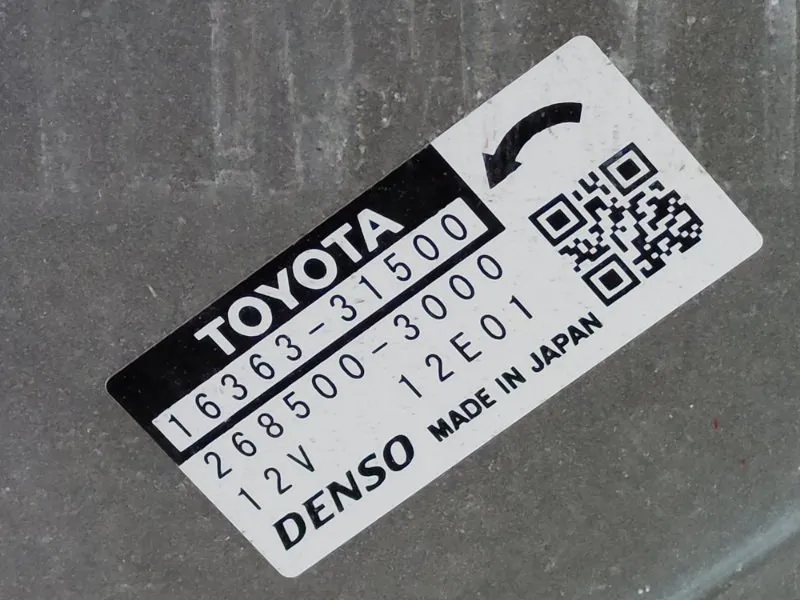 TOYOTA
16363-31500
268500-3000
12V 12E01
DENSO MADE IN JAPAN